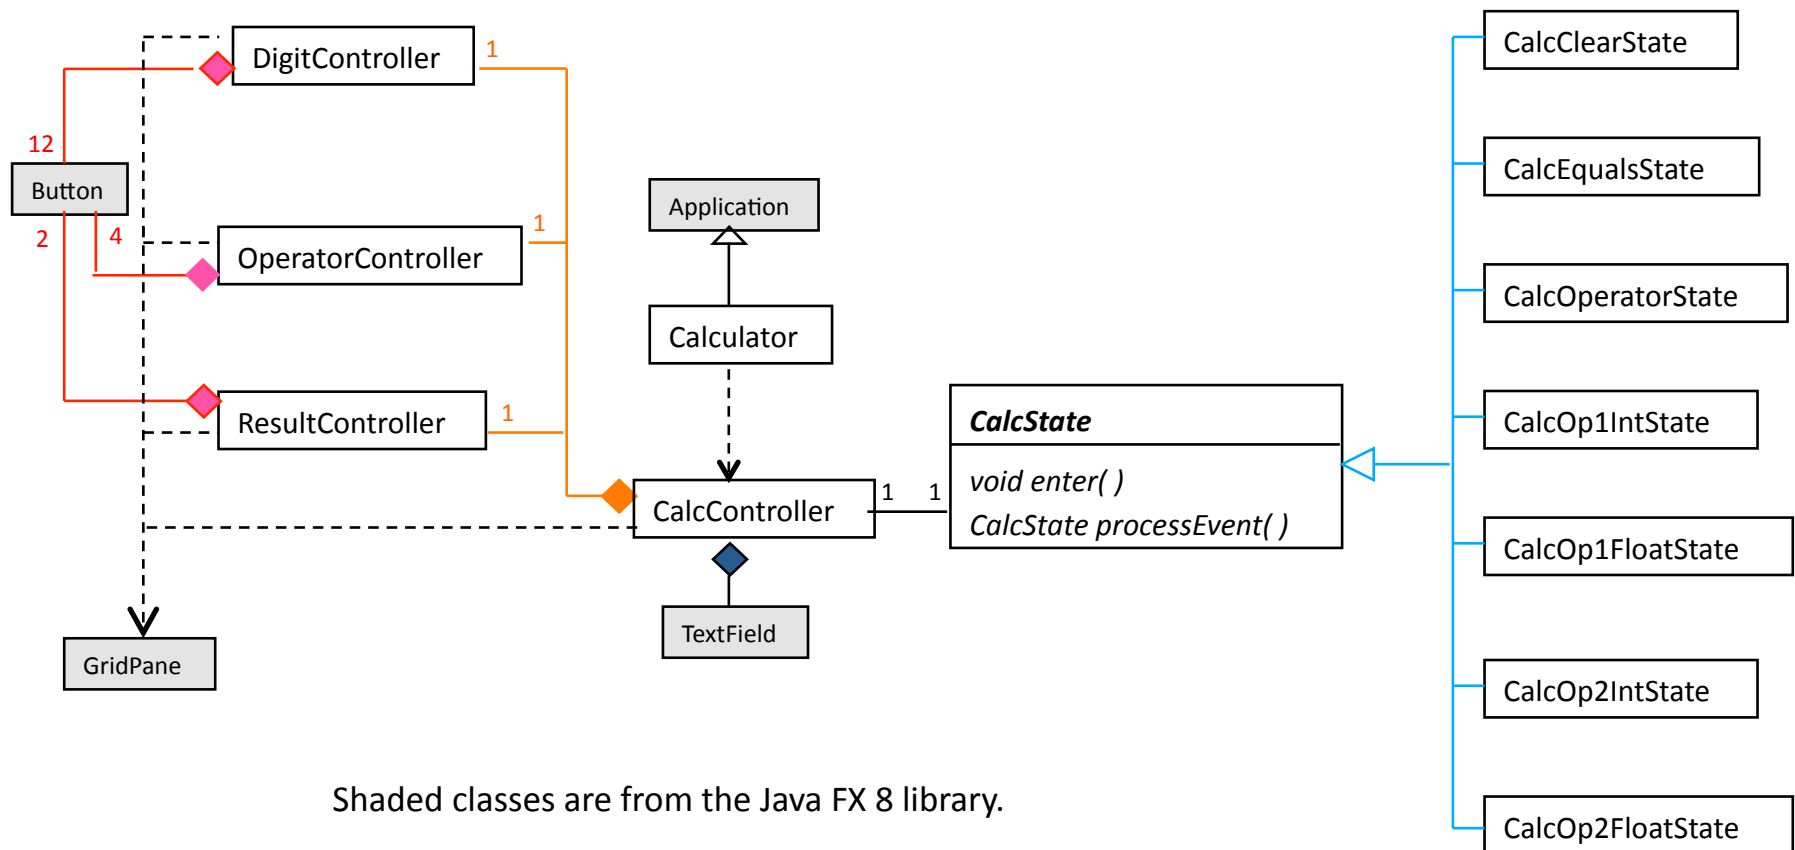 DigitController
1
12
Button
2
4
OperatorController
1
ResultController
1
GridPane
Application
Calculator
CalcController
1
1
TextField
CalcState
void enter( )
CalcState processEvent( )
CalcClearState
CalcEqualsState
CalcOperatorState
CalcOp1IntState
CalcOp1FloatState
CalcOp2IntState
CalcOp2FloatState
Shaded classes are from the Java FX 8 library.